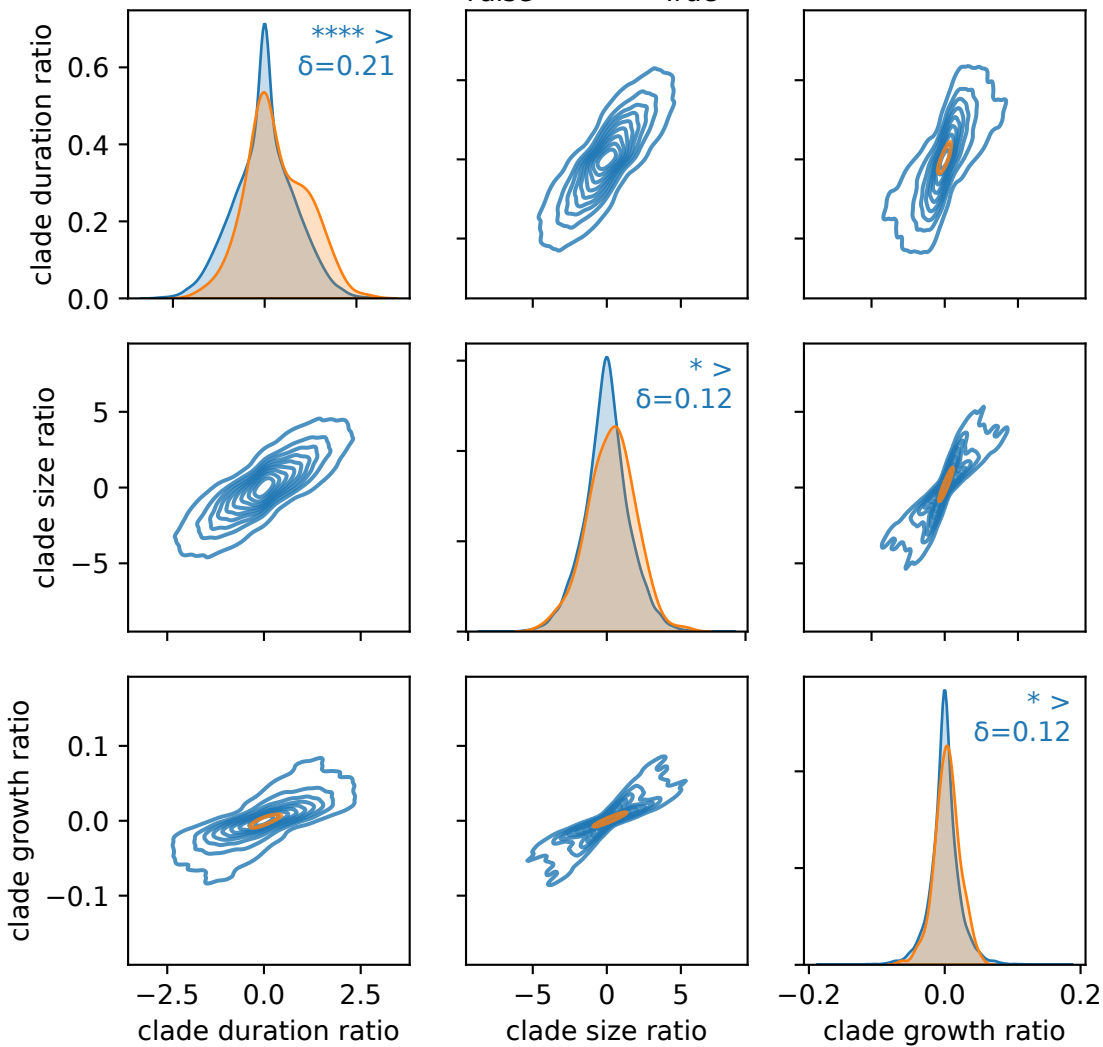 **** >
δ=0.21
clade duration ratio
0.6
0.4
0.2
0.0
* >
δ=0.12
clade size ratio
5
0
−5
* >
δ=0.12
clade growth ratio
0.1
0.0
−0.1
−2.5 0.0 2.5
−5 0 5
−0.2 0.0 0.2
clade duration ratio
clade size ratio
clade growth ratio